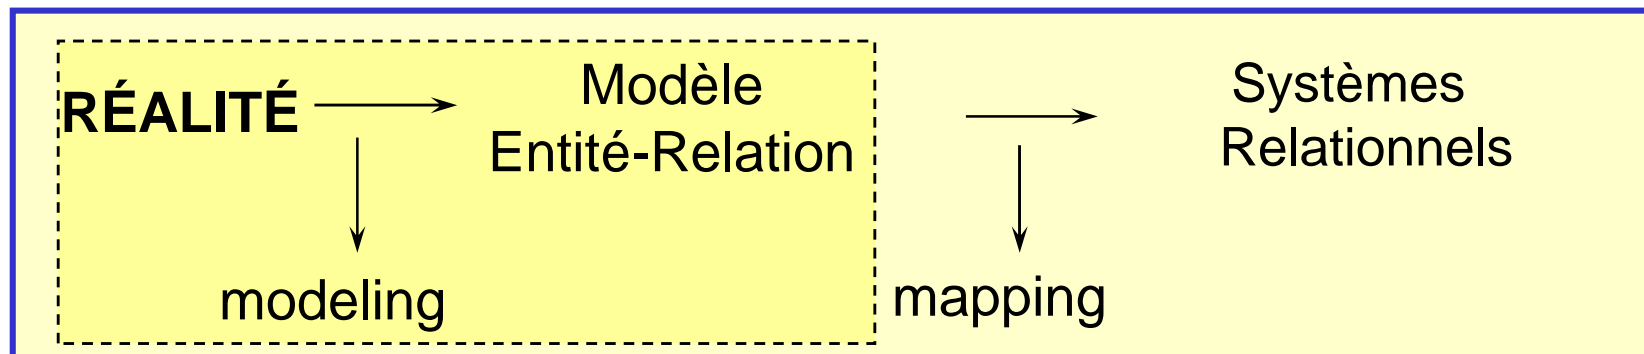 RÉALITÉ
Modèle
Entité-Relation
modeling
mapping
Systèmes
Relationnels